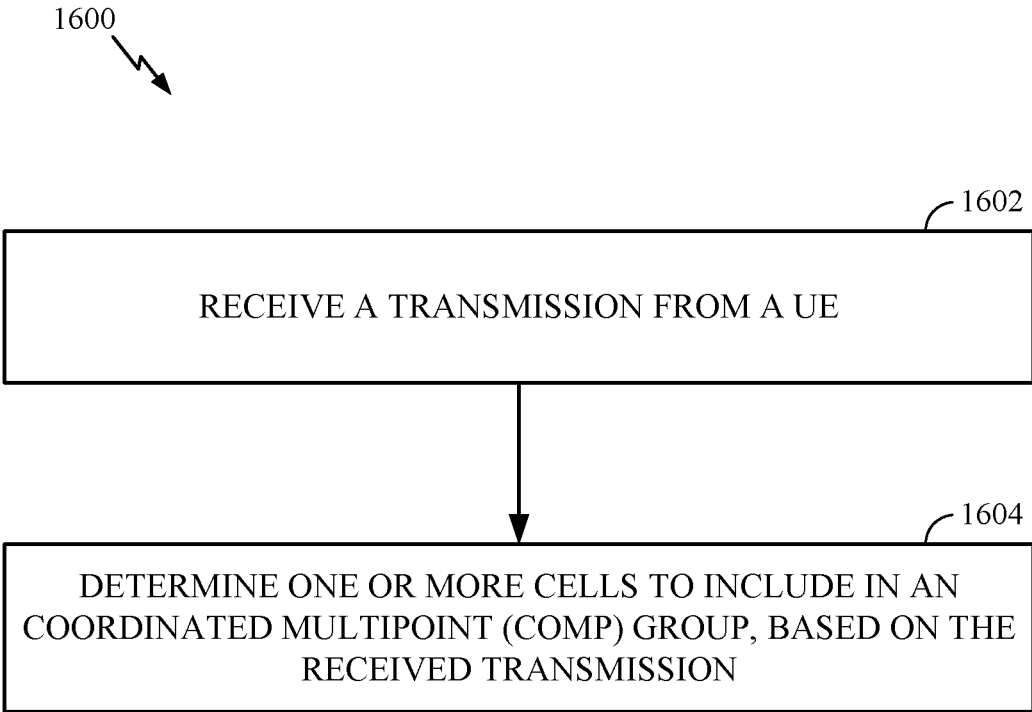 1600
1602
RECEIVE A TRANSMISSION FROM A UE
1604
DETERMINE ONE OR MORE CELLS TO INCLUDE IN AN
COORDINATED MULTIPOINT (COMP) GROUP, BASED ON THE
RECEIVED TRANSMISSION